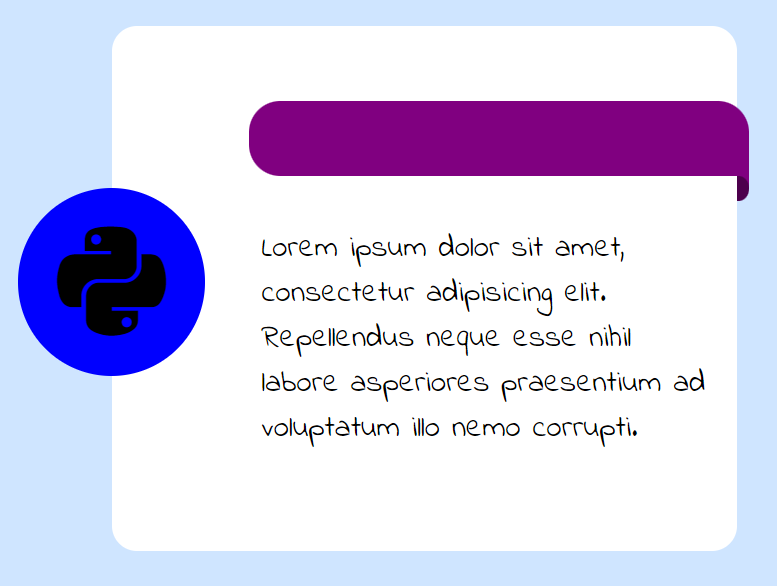 Lorem ipsum dolor sit amet,
consectetur adipisicing elit.
Repellendus neque esse nihil
labore asperiores praesentium ad
voluptatum illo nemo corrupti.